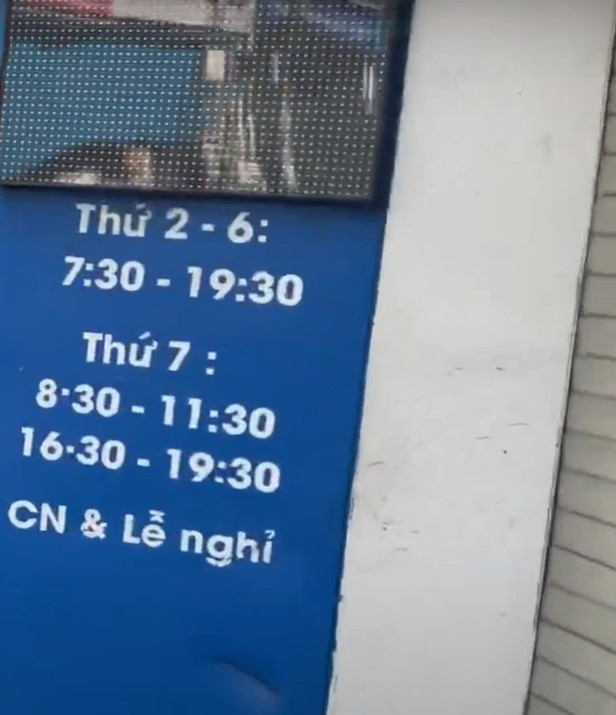 Thứ 2 - 6:
7:30 - 19:30
Thứ 7 :
8:30 - 11:30
16:30 - 19:30
CN & Lễ nghỉ